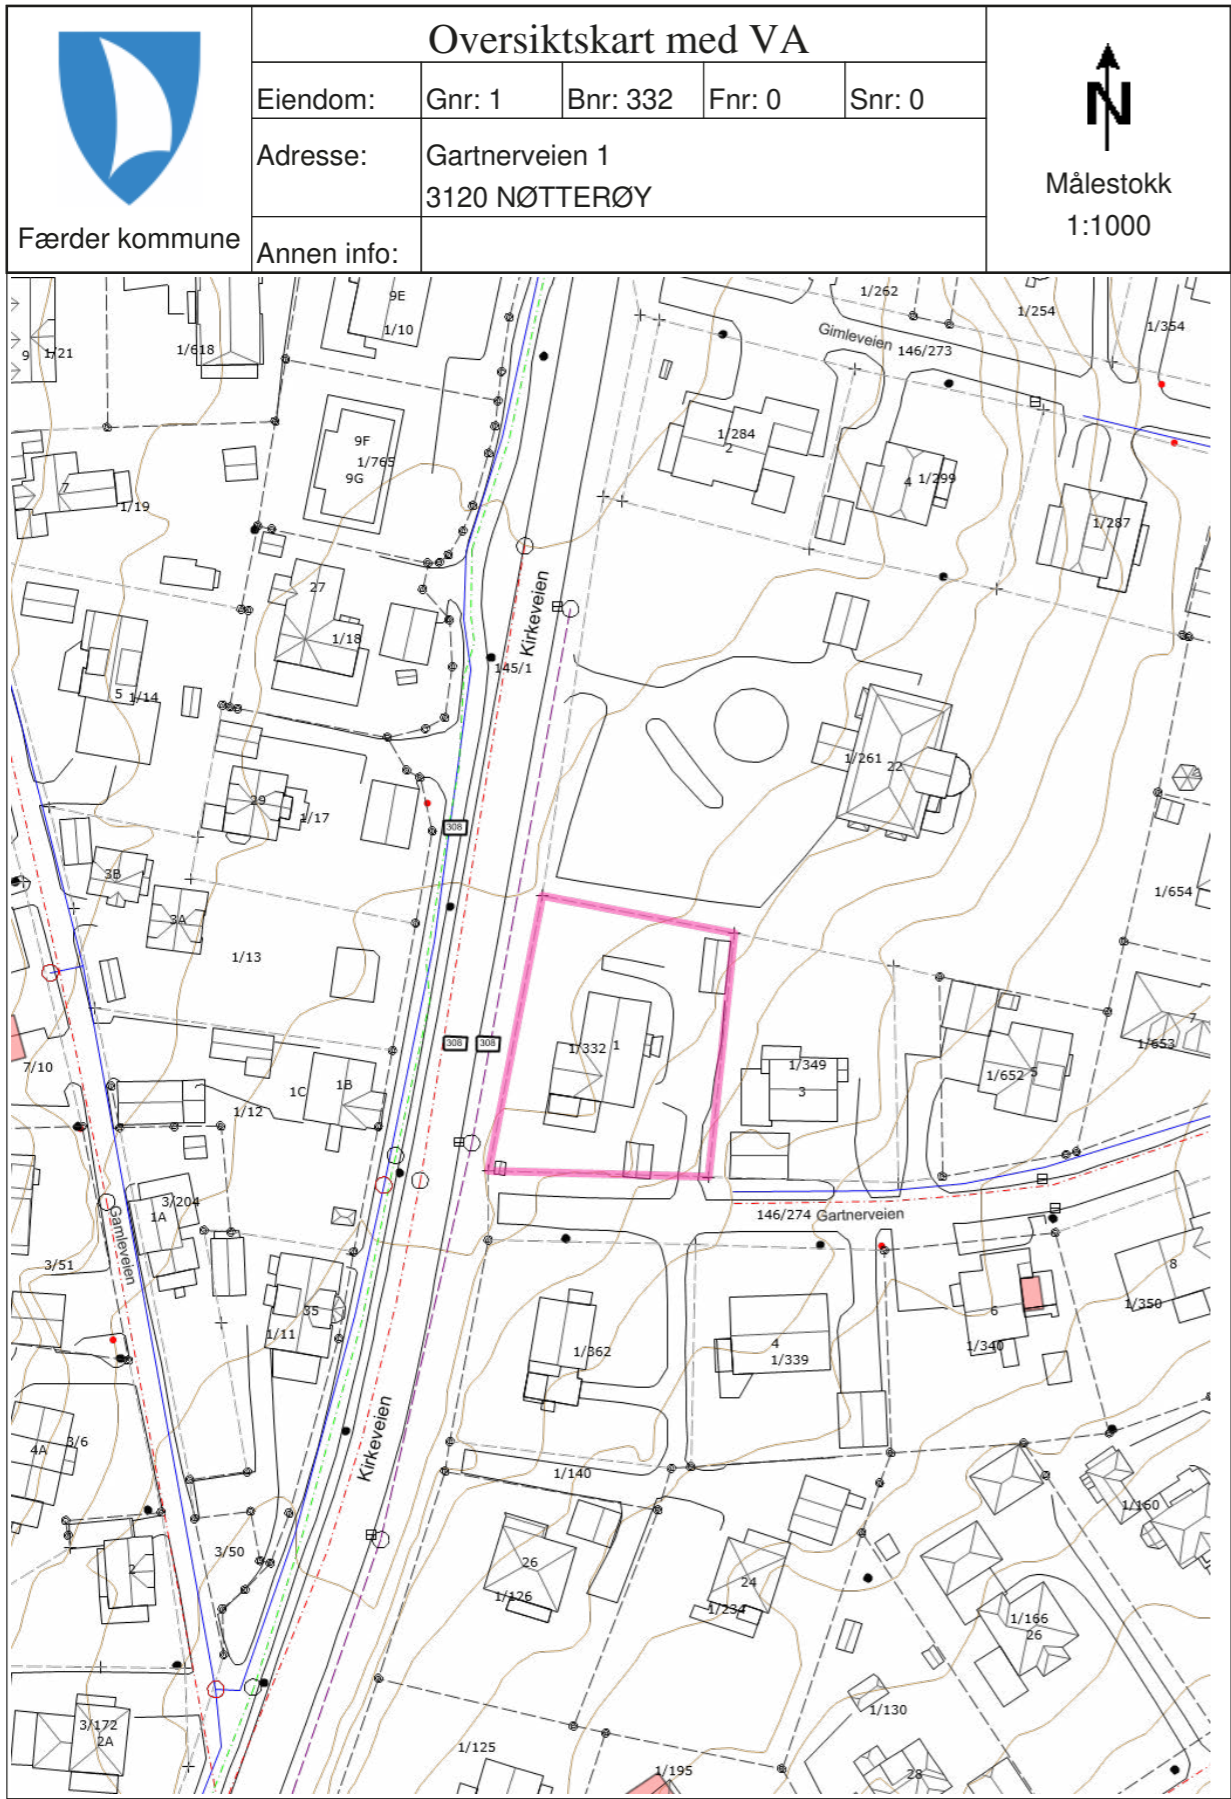 Oversiktskart med VA
Eiendom: Gnr: 1 Bnr: 332 Fnr: 0 Snr: 0
Adresse: Gartnerveien 1
3120 NØTTERØY
Annen info:
Færder kommune
N
Målestokk
1:1000
9E
1/10
1/262
1/254
1/354
9 1/21
1/618
Gimleveien 146/273
9F
1/765
9G
1/284
2
4 1/299
7
1/19
1/287
27
1/18
Kirkeveien
145/1
5 1/14
1/261 22
29
1/17
308
3B
3A
1/654
1/13
308 308
1/332 1
1/653
7
7/10
1/349
3
1/652 5
1C 1B
1/12
3/204
1A
Gamleveien
146/274 Gartnerveien
3/51
8
35
1/11
6
1/350
1/362
4
1/339
1/340
Kirkeveien
4A 3/6
1/140
1/160
3/50
2
26
1/126
24
1/234
1/166
26
3/172
2A
1/130
1/125
1/195
28